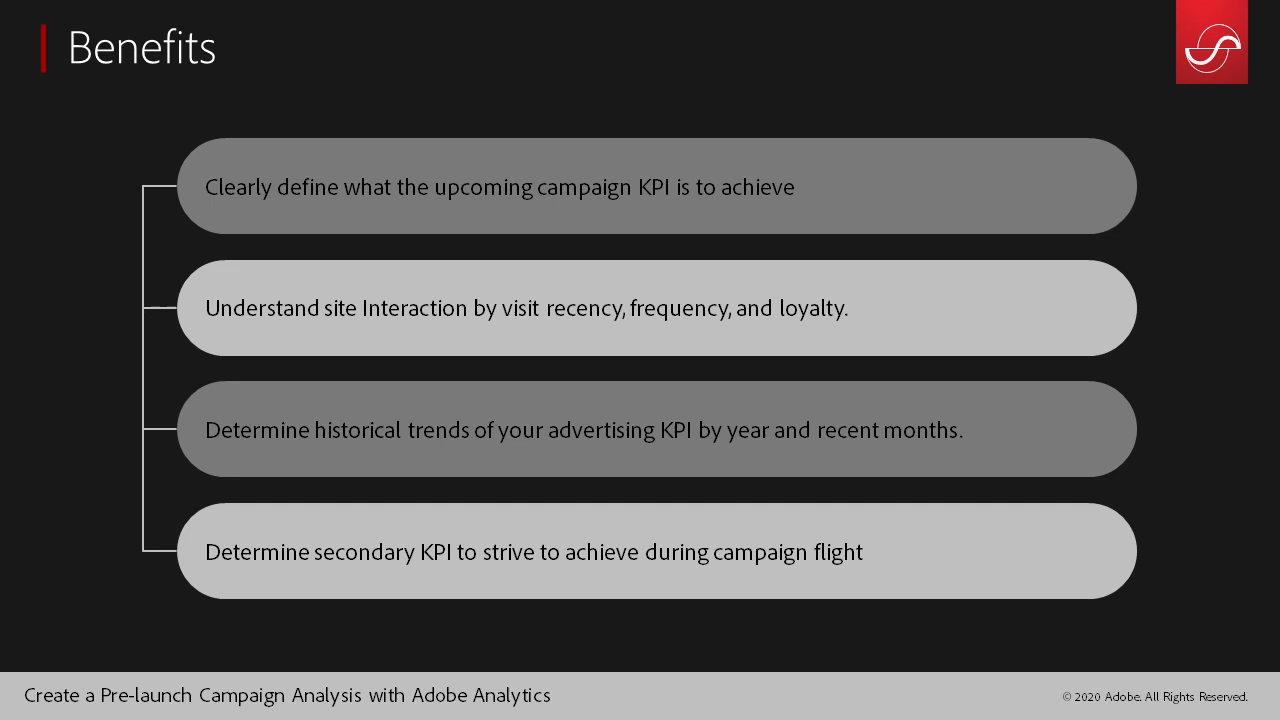 Benefits
Clearly define what the upcoming campaign KPI is to achieve
Understand site Interaction by visit recency, frequency, and loyalty.
Determine historical trends of your advertising KPI by year and recent months.
Determine secondary KPI to strive to achieve during campaign flight
Create a Pre-launch Campaign Analysis with Adobe Analytics
© 2020 Adobe. All Rights Reserved.